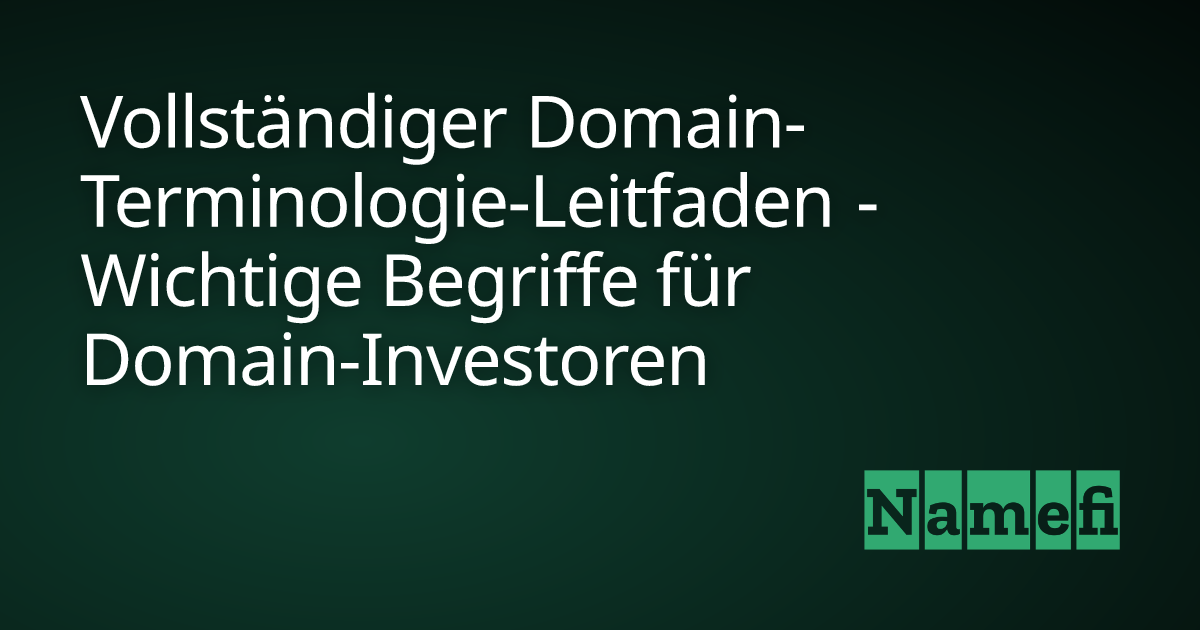 Vollständiger Domain-
Terminologie-Leitfaden -
Wichtige Begriffe für
Domain-Investoren
Namefi